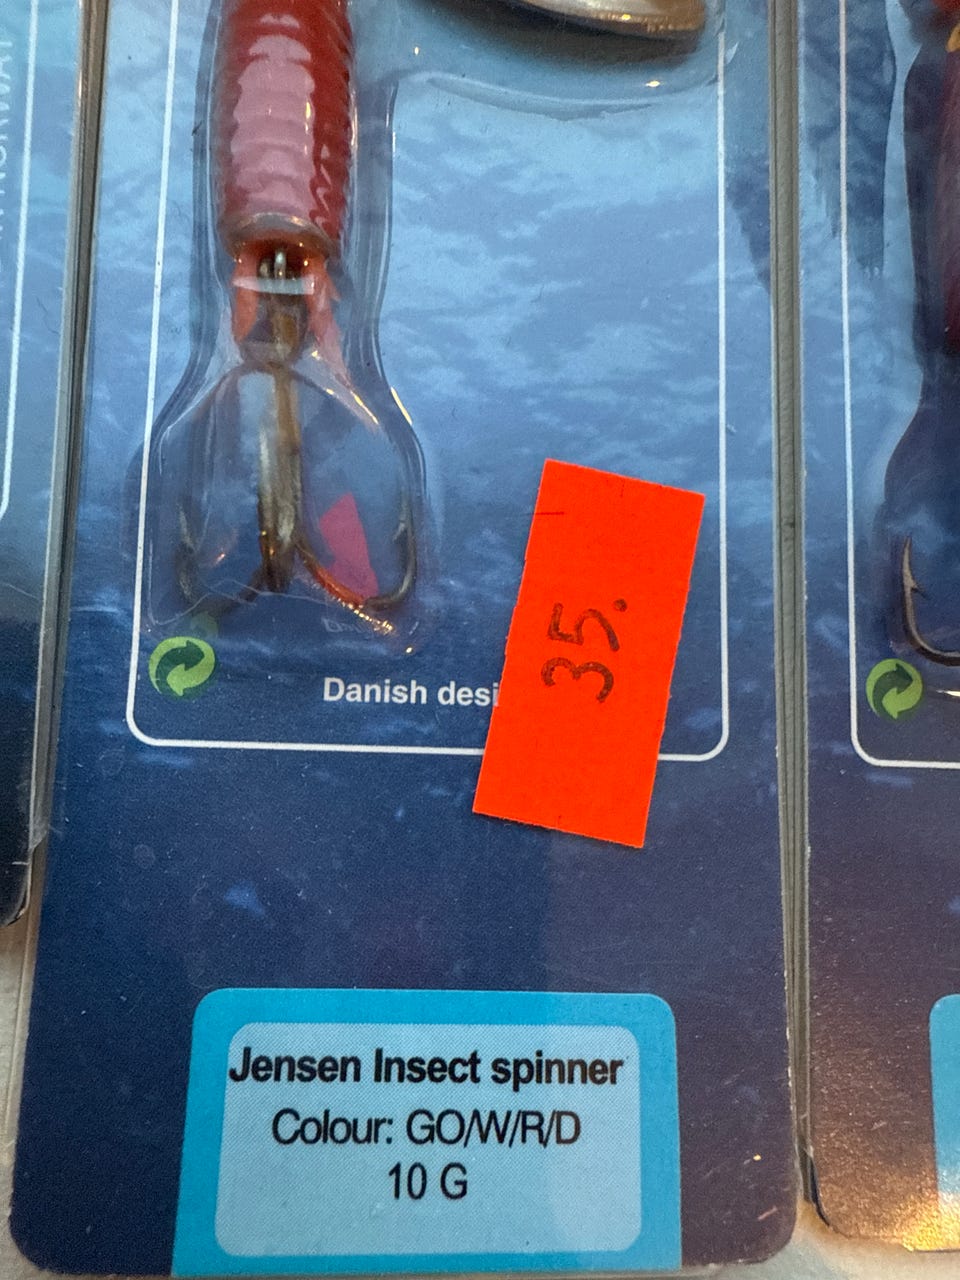 35.
Danish desi
Jensen Insect spinner
Colour: GO/W/R/D
10 G